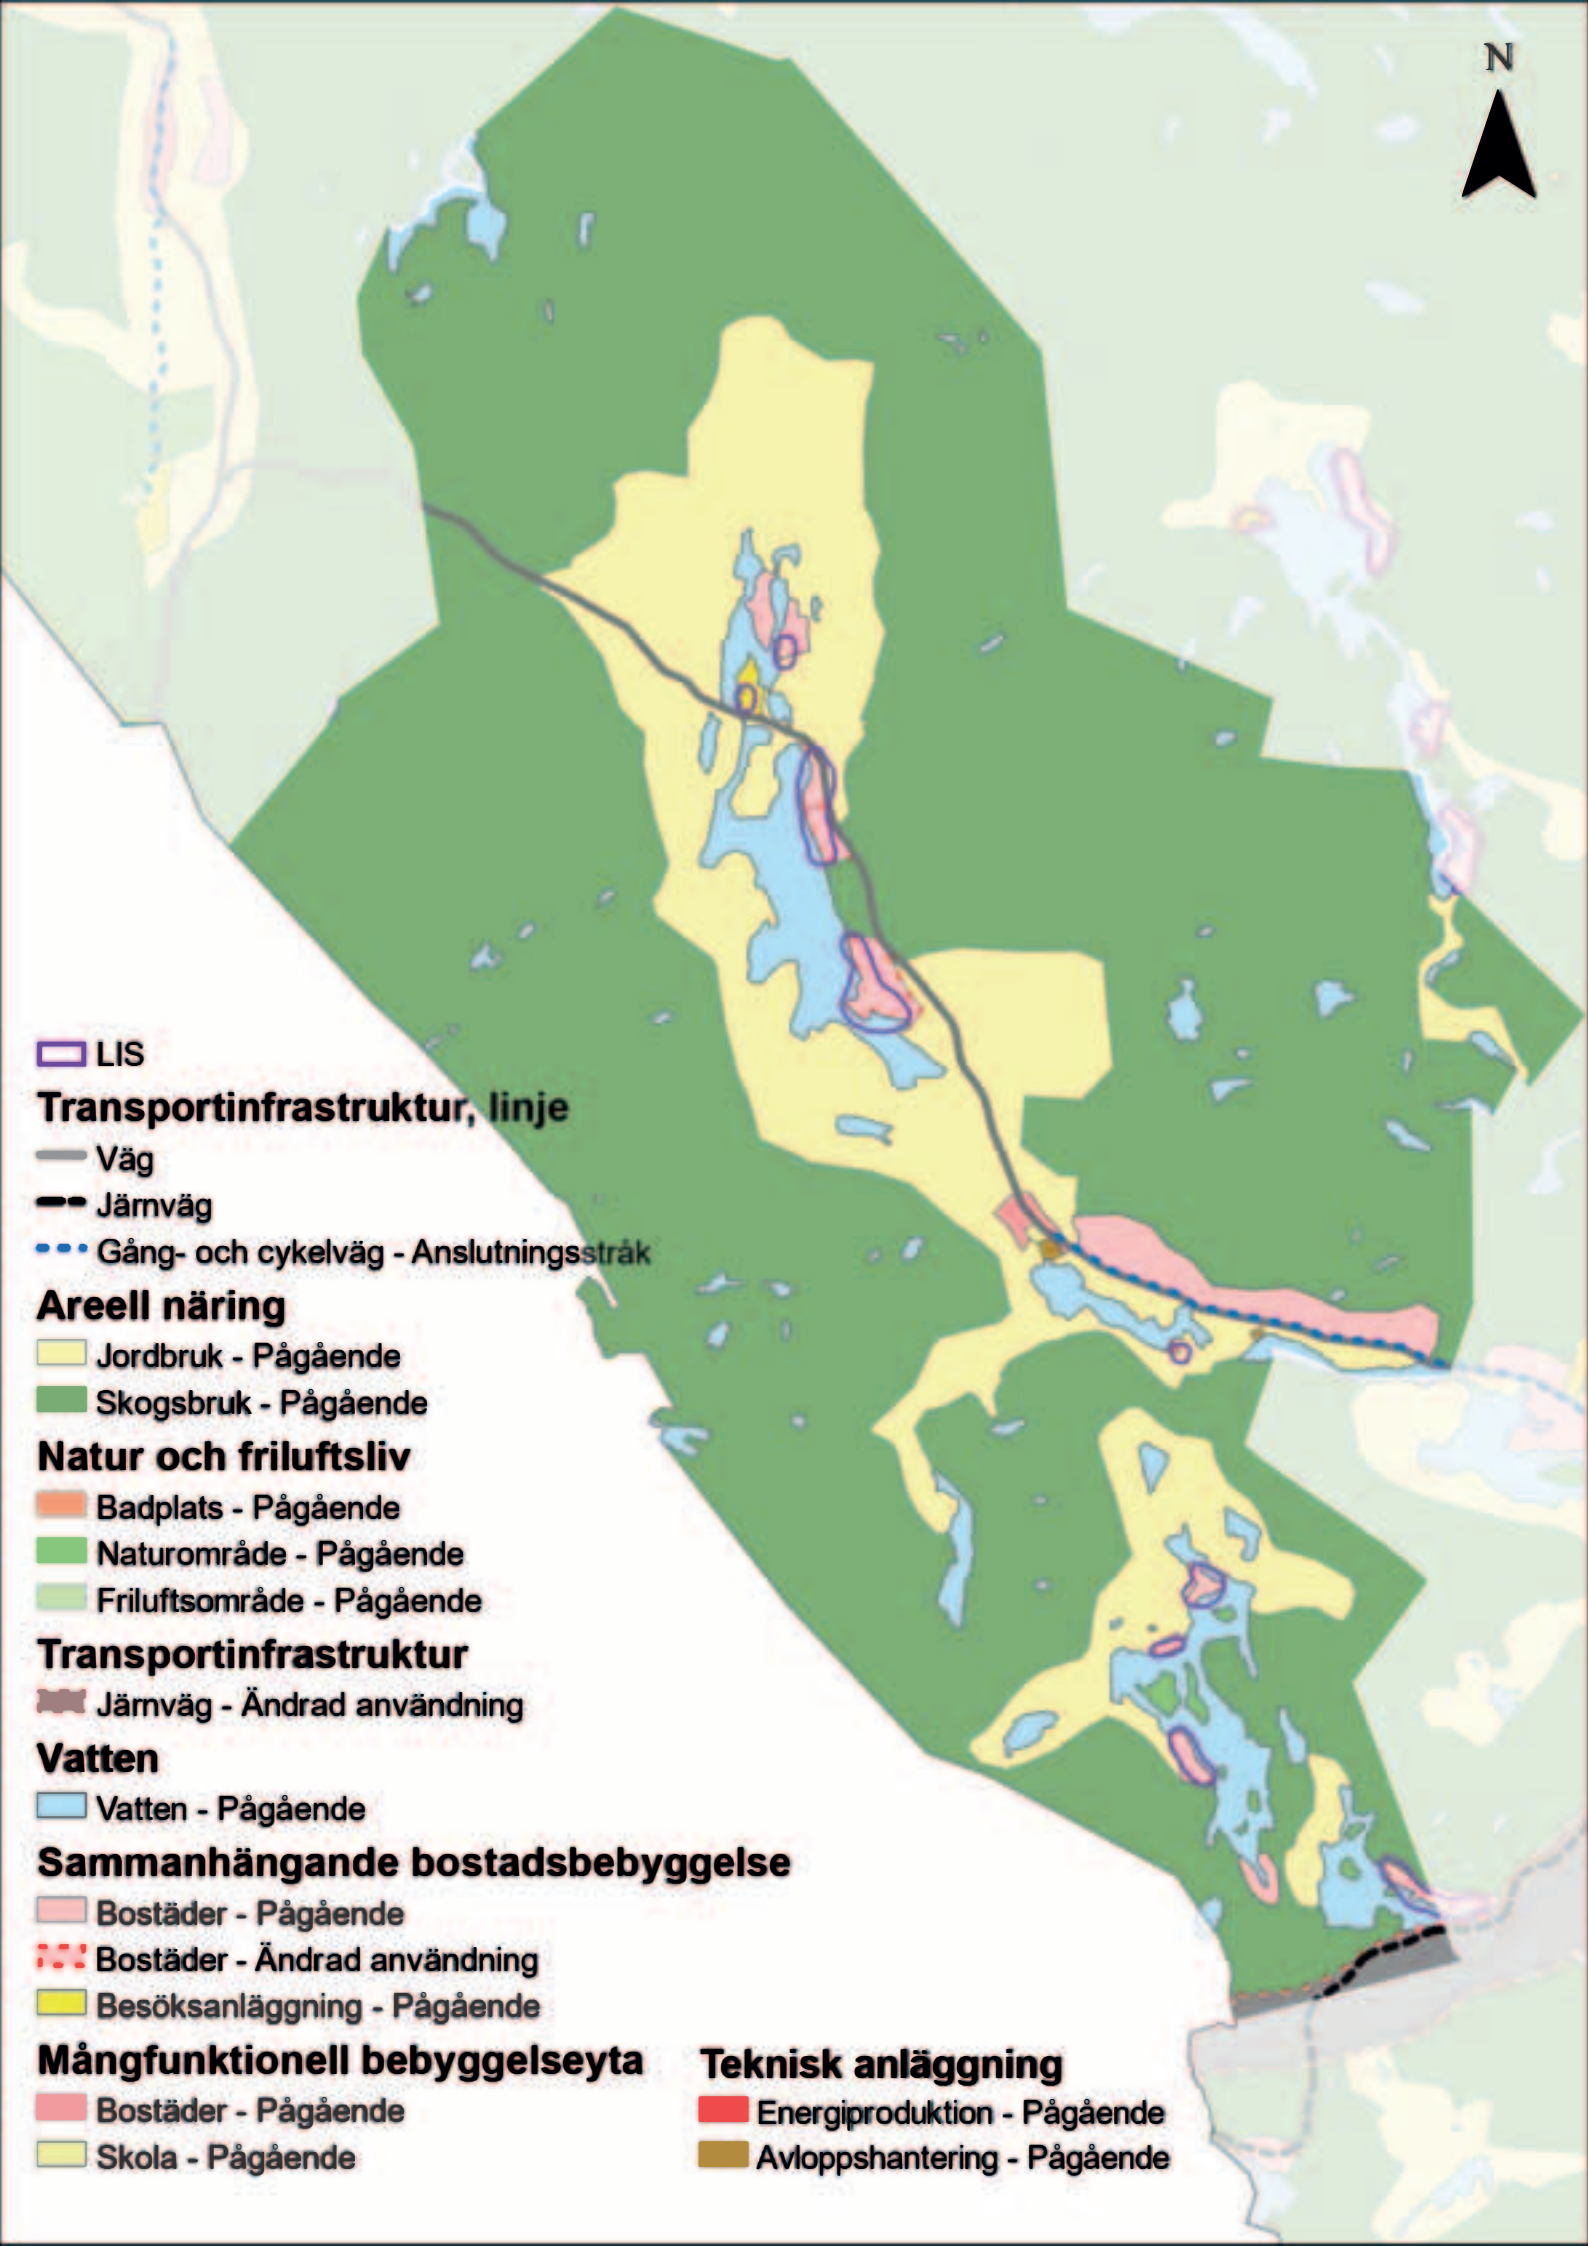 N
LIS
Transportinfrastruktur, linje
Väg
Järnväg
Gång- och cykelväg - Anslutningsstråk
Areell näring
Jordbruk - Pågående
Skogsbruk - Pågående
Natur och friluftsliv
Badplats - Pågående
Naturområde - Pågående
Friluftsområde - Pågående
Transportinfrastruktur
Järnväg - Ändrad användning
Vatten
Vatten - Pågående
Sammanhängande bostadsbebyggelse
Bostäder - Pågående
Bostäder - Ändrad användning
Besöksanläggning - Pågående
Mångfunktionell bebyggelseyta
Bostäder - Pågående
Skola - Pågående
Teknisk anläggning
Energiproduktion - Pågående
Avloppshantering - Pågående